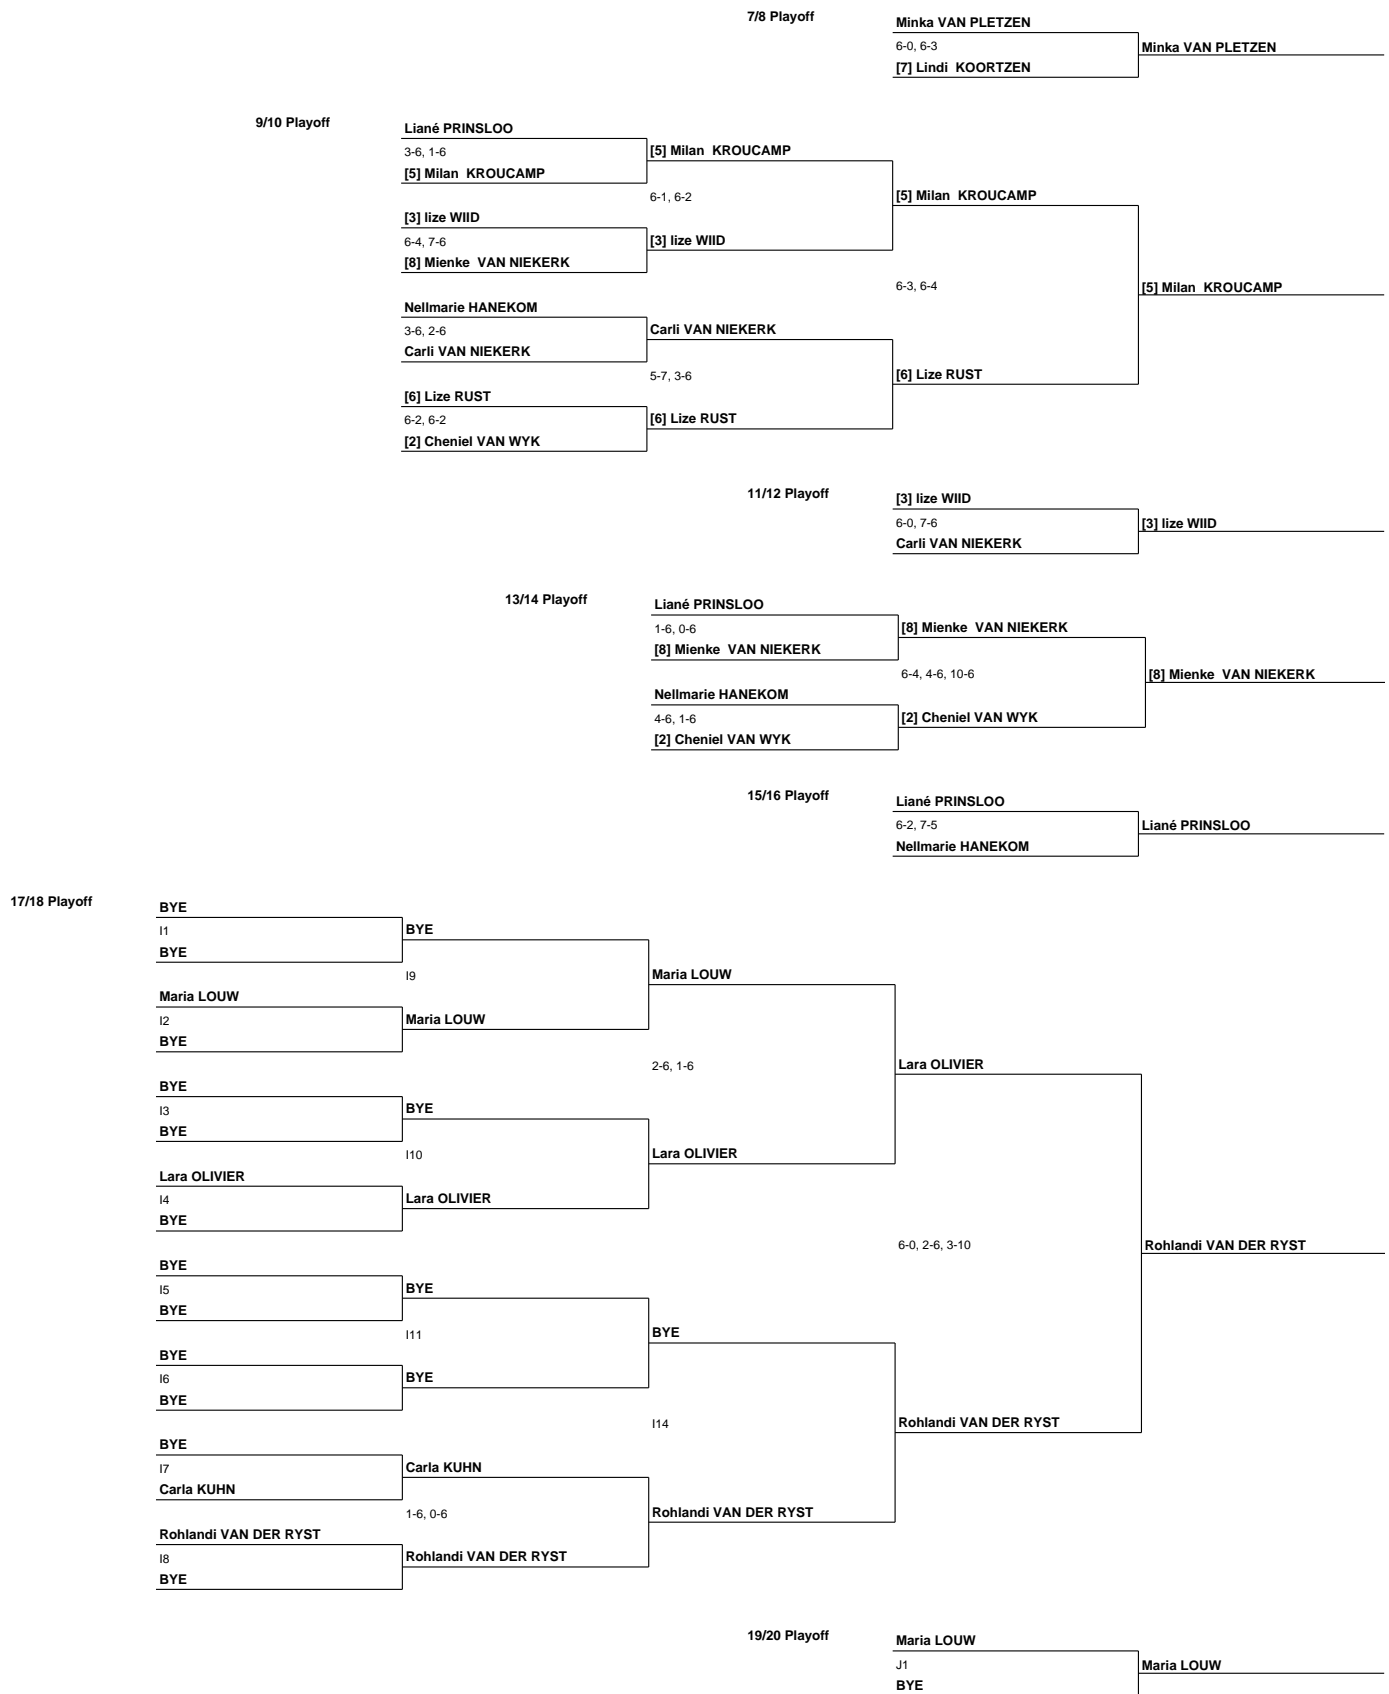 7/8 Playoff
Minka VAN PLETZEN
6-0, 6-3
Minka VAN PLETZEN
[7] Lindi  KOORTZEN
9/10 Playoff
Liané PRINSLOO
3-6, 1-6
[5] Milan  KROUCAMP
[5] Milan  KROUCAMP
6-1, 6-2
[5] Milan  KROUCAMP
[3] lize WIID
6-4, 7-6
[3] lize WIID
[8] Mienke  VAN NIEKERK
6-3, 6-4
[5] Milan  KROUCAMP
Nellmarie HANEKOM
3-6, 2-6
Carli VAN NIEKERK
Carli VAN NIEKERK
5-7, 3-6
[6] Lize RUST
[6] Lize RUST
6-2, 6-2
[6] Lize RUST
[2] Cheniel VAN WYK
11/12 Playoff
[3] lize WIID
6-0, 7-6
[3] lize WIID
Carli VAN NIEKERK
13/14 Playoff
Liané PRINSLOO
1-6, 0-6
[8] Mienke  VAN NIEKERK
[8] Mienke  VAN NIEKERK
6-4, 4-6, 10-6
[8] Mienke  VAN NIEKERK
Nellmarie HANEKOM
4-6, 1-6
[2] Cheniel VAN WYK
[2] Cheniel VAN WYK
15/16 Playoff
Liané PRINSLOO
6-2, 7-5
Liané PRINSLOO
Nellmarie HANEKOM
17/18 Playoff
BYE
I1
BYE
BYE
I9
Maria LOUW
Maria LOUW
I2
Maria LOUW
BYE
2-6, 1-6
Lara OLIVIER
BYE
I3
BYE
BYE
I10
Lara OLIVIER
Lara OLIVIER
I4
Lara OLIVIER
BYE
6-0, 2-6, 3-10
Rohlandi VAN DER RYST
BYE
I5
BYE
BYE
I11
BYE
BYE
I6
BYE
BYE
I14
Rohlandi VAN DER RYST
BYE
I7
Carla KUHN
Carla KUHN
1-6, 0-6
Rohlandi VAN DER RYST
Rohlandi VAN DER RYST
I8
Rohlandi VAN DER RYST
BYE
19/20 Playoff
Maria LOUW
J1
Maria LOUW
BYE